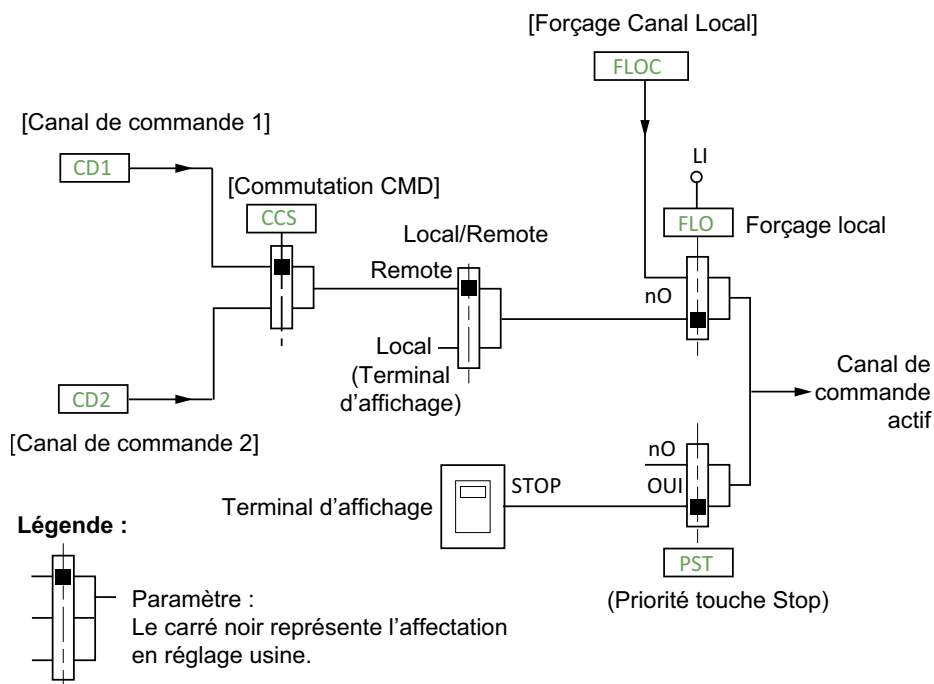 [Forçage Canal Local]
FLOC
[Canal de commande 1]
CD1
LI
[Commutation CMD]
CCS
FLO
Forçage local
Local/Remote
Remote
nO
Local
(Terminal
d’affichage)
Canal de
commande
actif
CD2
[Canal de commande 2]
nO
STOP
OUI
Terminal d’affichage
Légende :
PST
(Priorité touche Stop)
Paramètre :
Le carré noir représente l’affectation
en réglage usine.